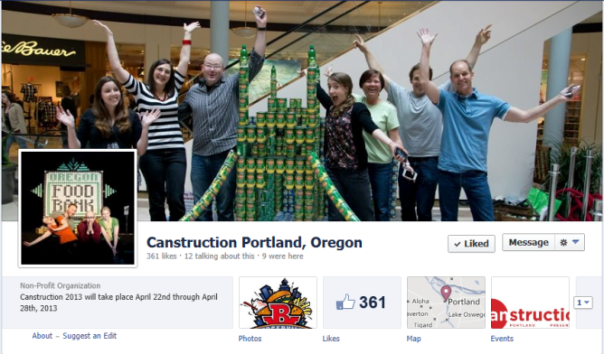 Eddie Bauer
OREGON
FOOD
BANK
Canstruction Portland, Oregon
361 likes · 12 talking about this · 9 were here
Liked
Message
Non-Profit Organization
Canstruction 2013 will take place April 22nd through April
28th, 2013
About – Suggest an Edit
B
361
Aloha
Portland
verton
Lake Oswego
Tigard
anstructio
PORTLAND
1
Photos
Likes
Map
Events